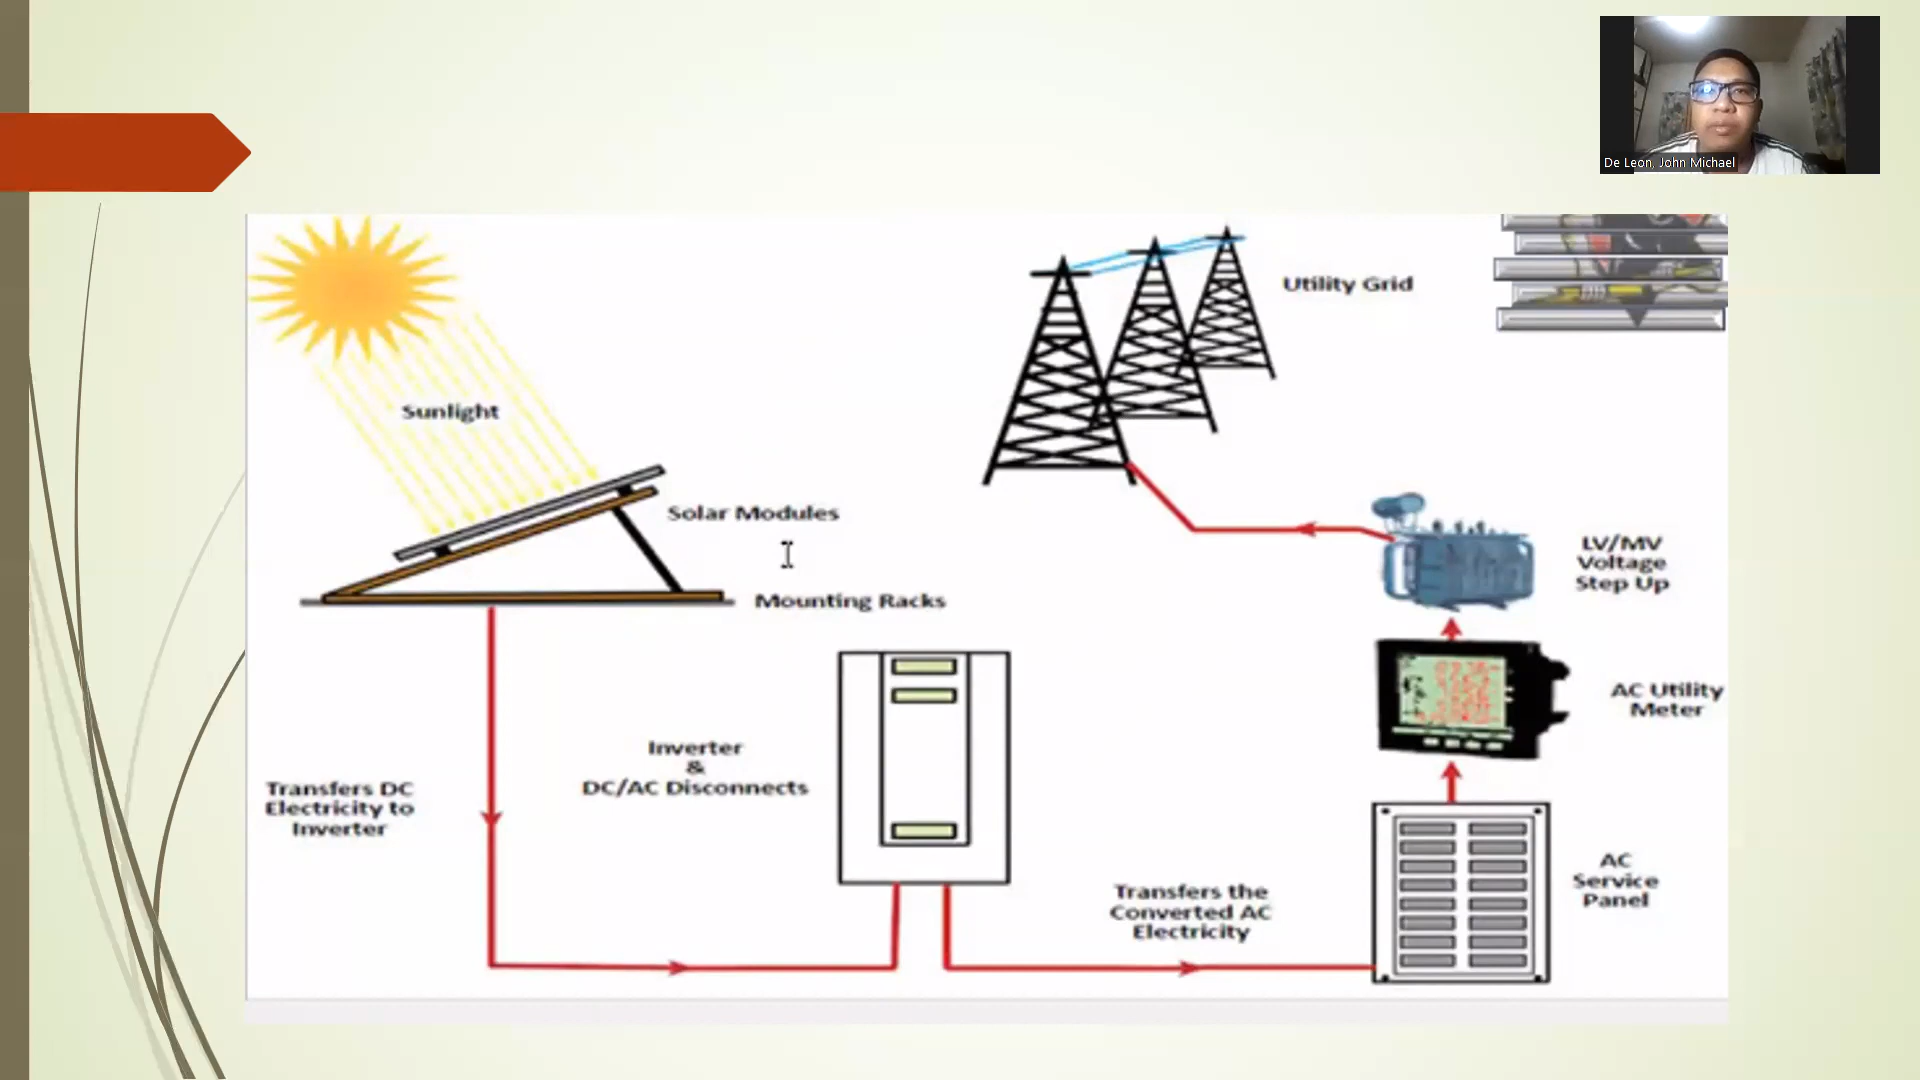 De Leon, John Michael
Utility Grid
Sunlight
Solar Modules
Mounting Racks
LV/MV
Voltage
Step Up
AC Utility
Meter
Inverter
&
DC/AC Disconnects
Transfers DC
Electricity to
Inverter
Transfers the
Converted AC
Electricity
AC
Service
Panel